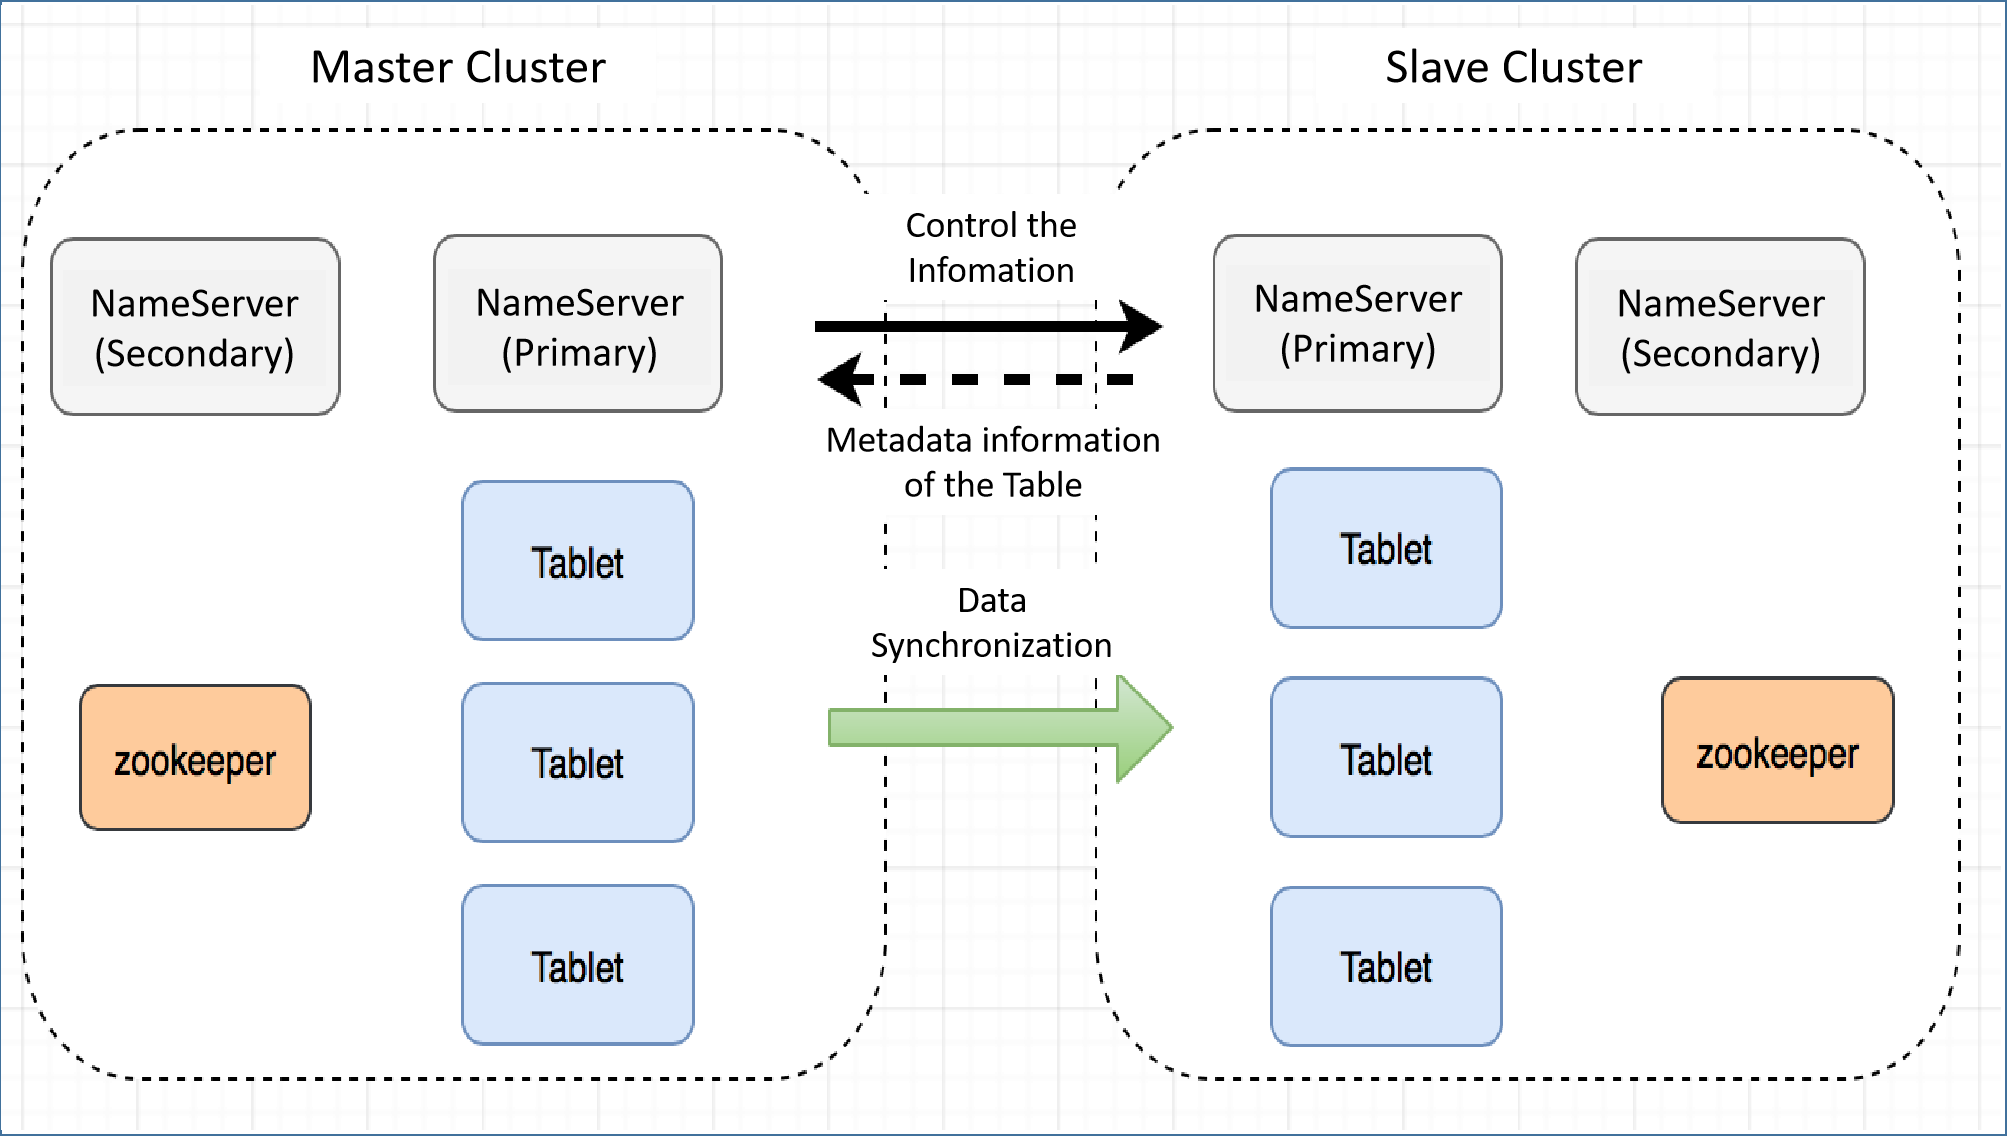 Master Cluster
Slave Cluster
NameServer
(Secondary)
NameServer
(Primary)
Control the
Infomation
Metadata information
of the Table
NameServer
(Primary)
NameServer
(Secondary)
Tablet
Tablet
Tablet
zookeeper
Data
Synchronization
Tablet
Tablet
Tablet
zookeeper